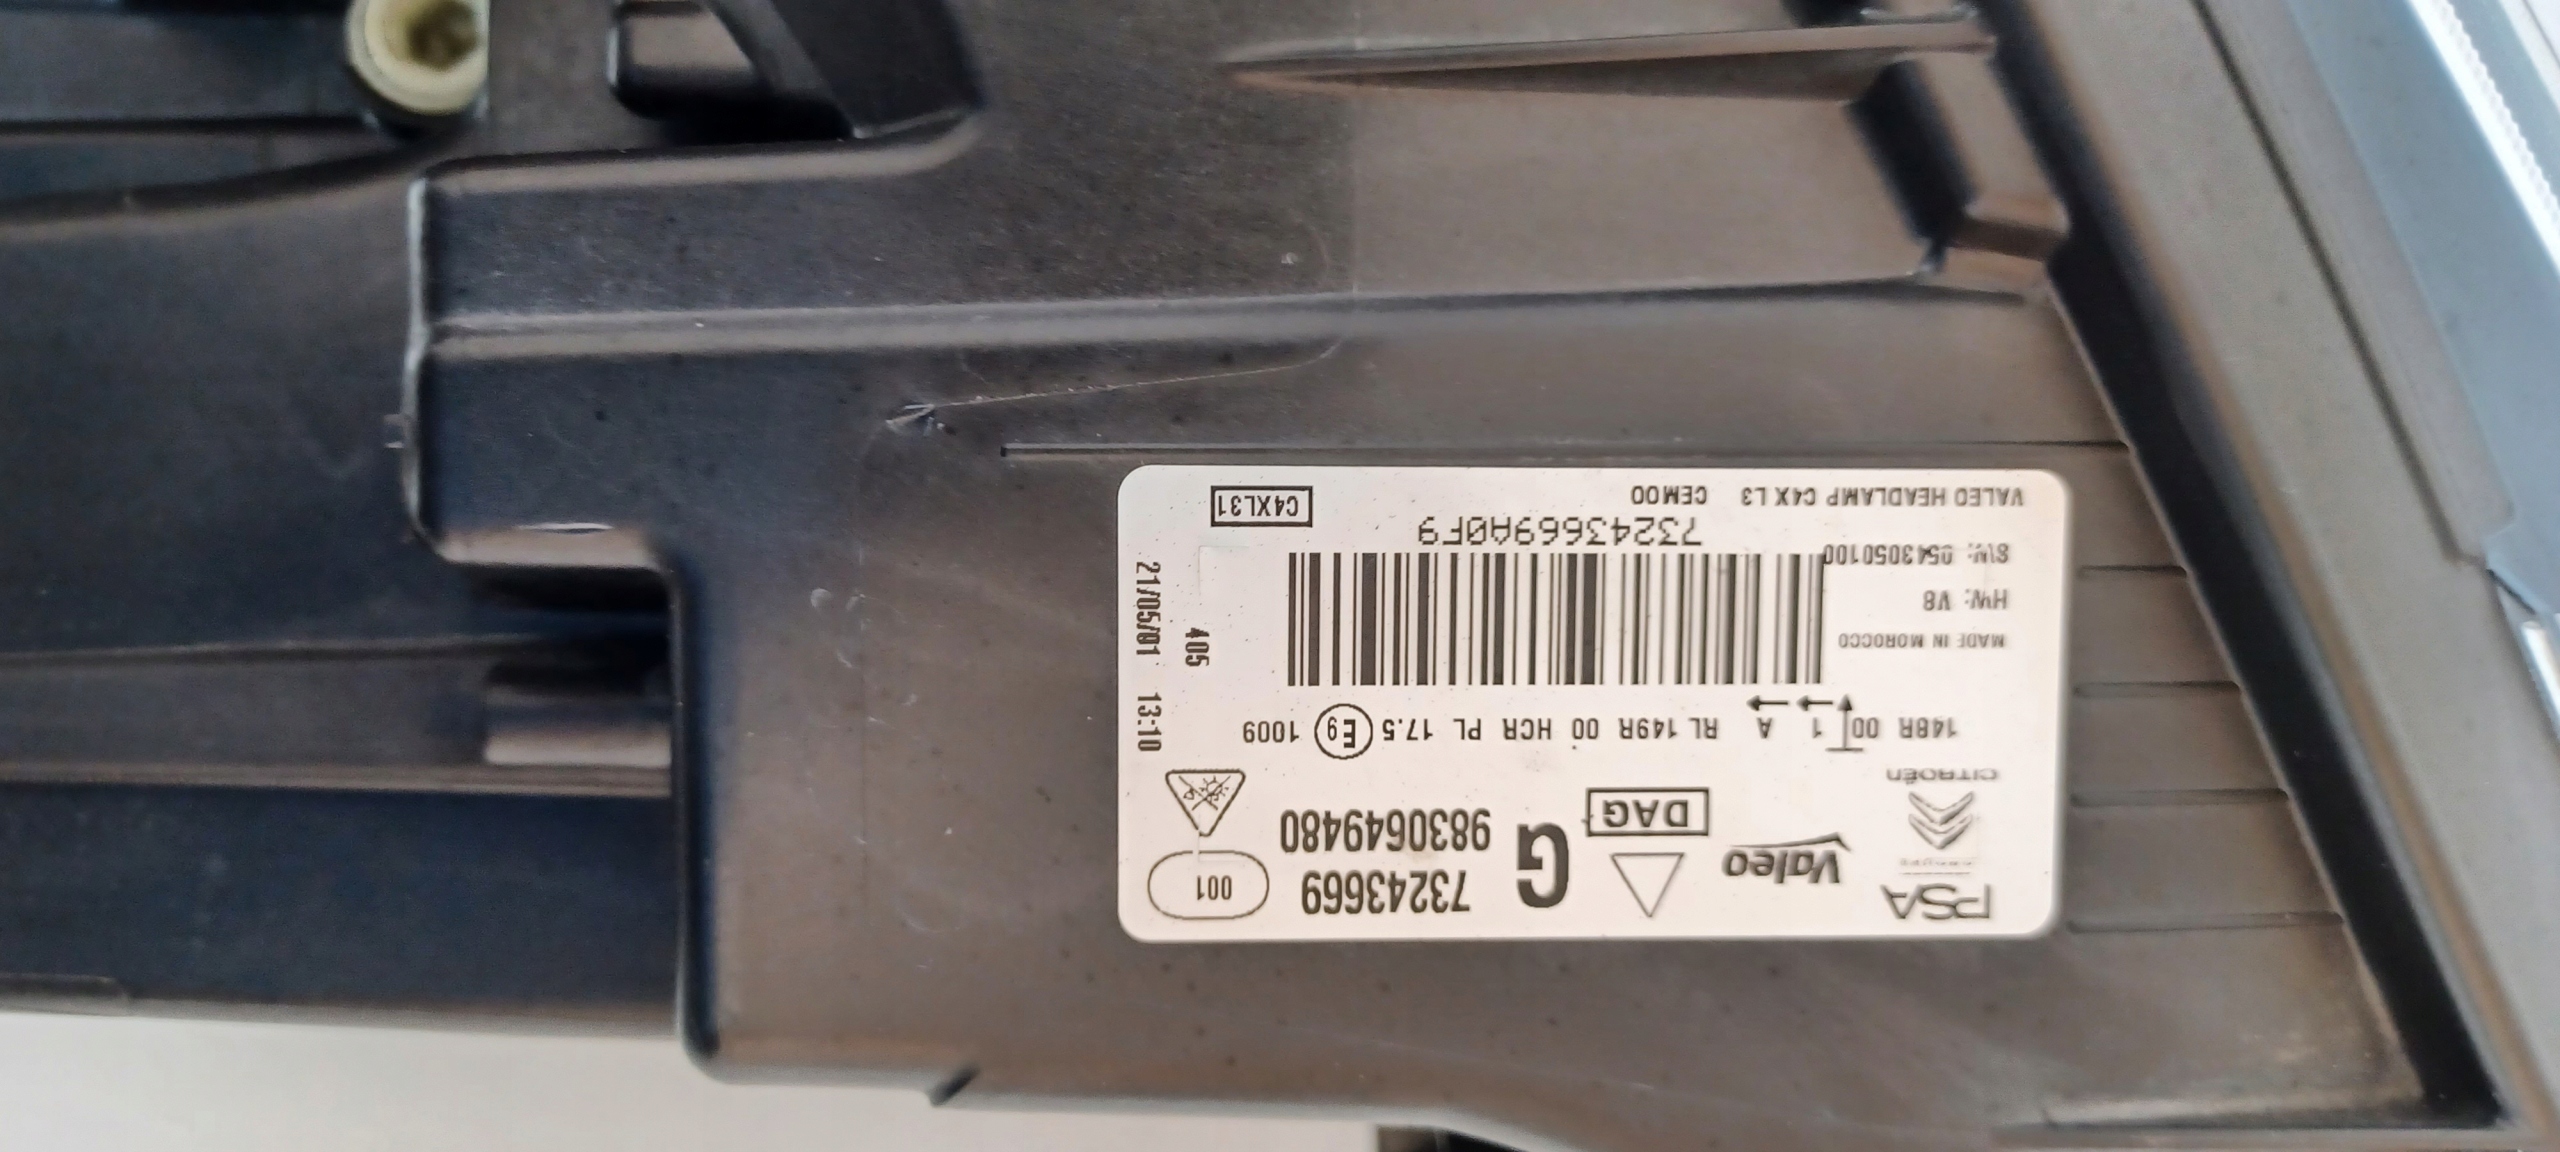 PSA
CITROËN
Valeo
DAG
G
73243669
9830649480
001
148R 00 1 A RL 149R 00 HCR PL 17.5 E9 1009
MADE IN MOROCCO
HW: V8
SW: 0543050100
73243669A0F9
VALEO HEADLAMP C4X L3 CEM00
C4XL31
405
21/05/01 13:10